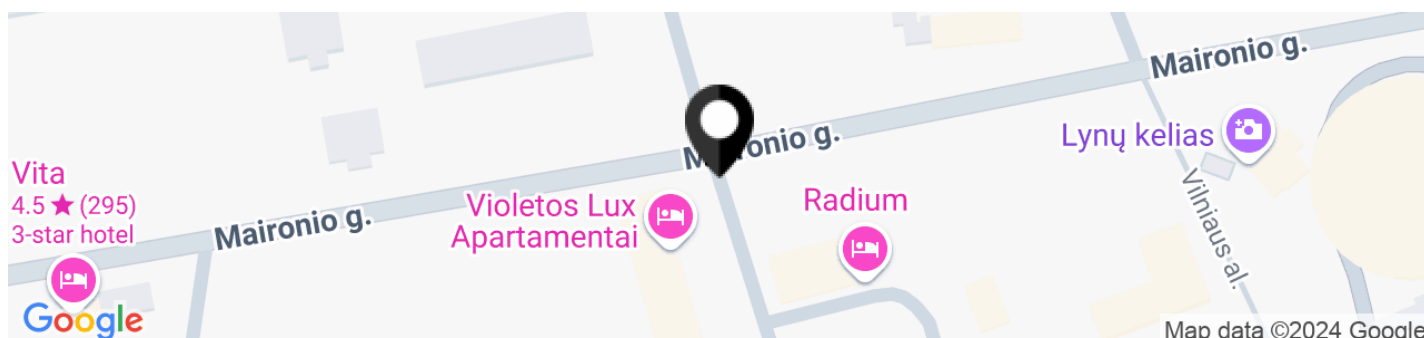 Maironio g.
Maironio g.
Lynų kelias
Vita
4.5 ★ (295)
3-star hotel
Violetos Lux
Apartamentai
Radium
Vilniaus al.
Maironio g.
Google
Map data ©2024 Google